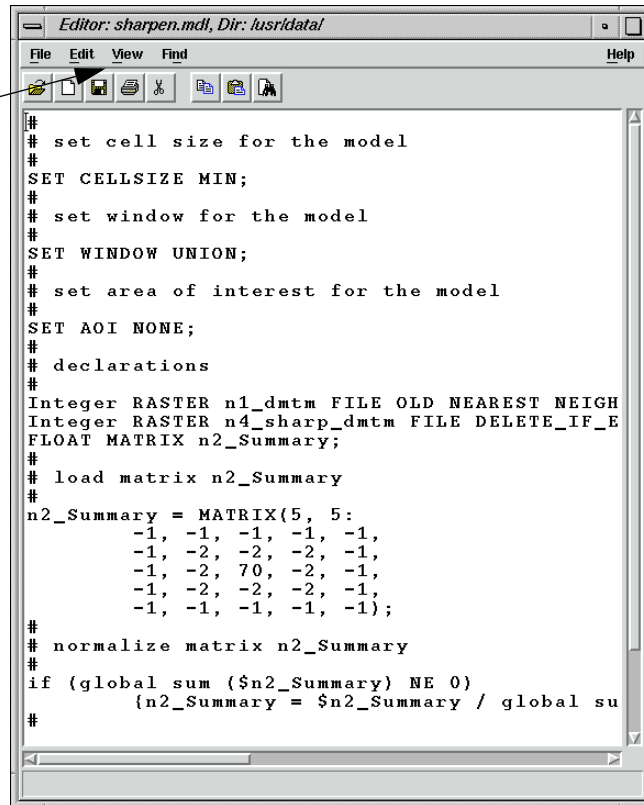 Editor: sharpen.mdl, Dir: /usr/data/
File Edit View Find Help
#
# set cell size for the model
#
SET CELLSIZE MIN;
#
# set window for the model
#
SET WINDOW UNION;
#
# set area of interest for the model
#
SET AOI NONE;
#
# declarations
#
Integer RASTER n1_dmtm FILE OLD NEAREST NEIGH
Integer RASTER n4_sharp_dmtm FILE DELETE_IF_E
FLOAT MATRIX n2_Summary;
#
# load matrix n2_Summary
#
n2_Summary = MATRIX(5, 5:
-1, -1, -1, -1, -1,
-1, -2, -2, -2, -1,
-1, -2, 70, -2, -1,
-1, -2, -2, -2, -1,
-1, -1, -1, -1, -1);
#
# normalize matrix n2_Summary
#
if (global sum ($n2_Summary) NE 0)
{n2_Summary = $n2_Summary / global su
#